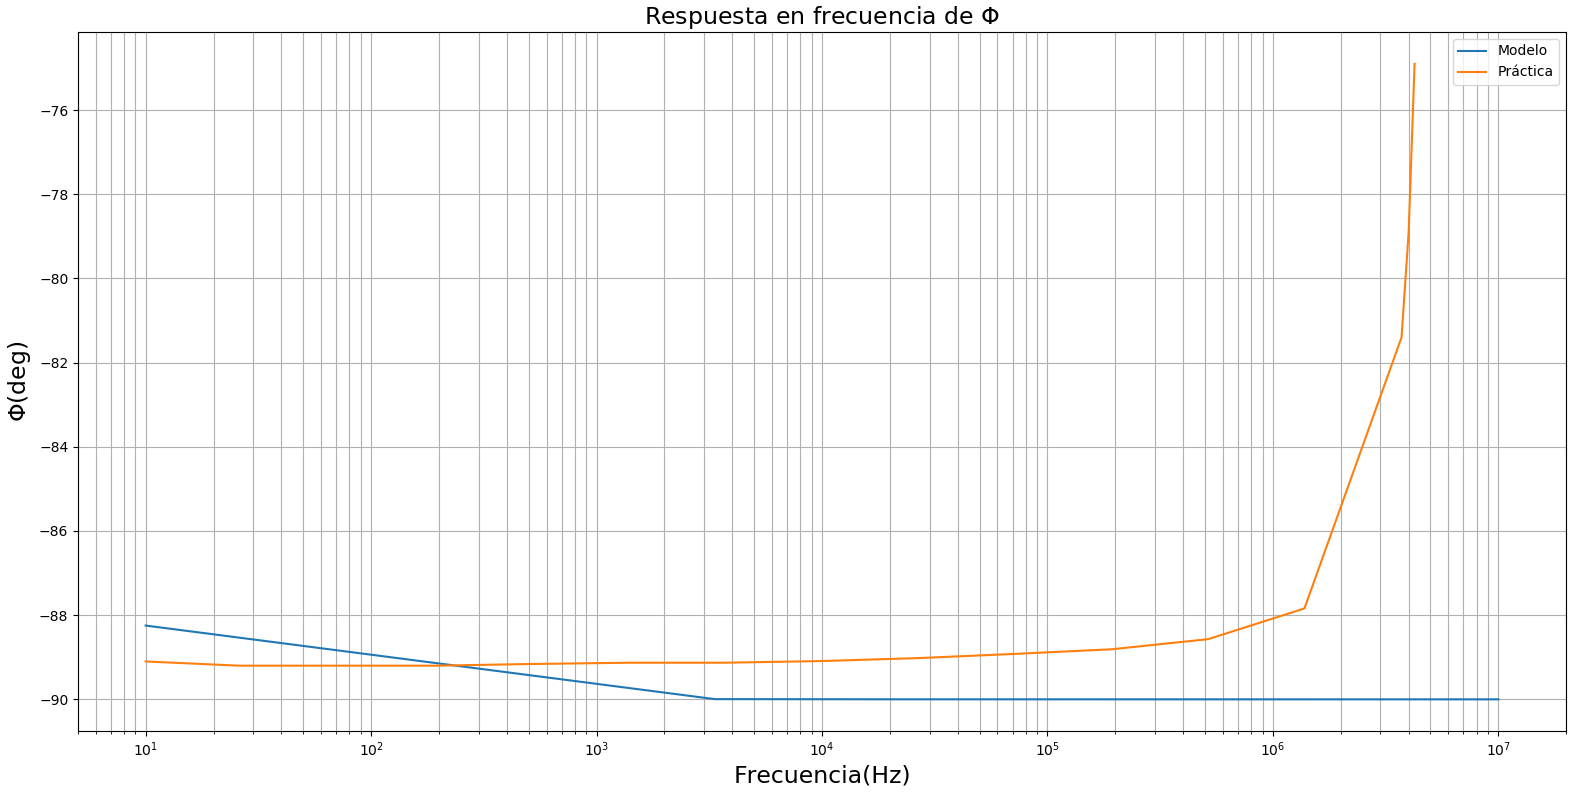 Respuesta en frecuencia de Φ
Modelo
Práctica
Φ(deg)
−76
−78
−80
−82
−84
−86
−88
−90
10¹ 10² 10³ 10⁴ 10⁵ 10⁶ 10⁷
Frecuencia(Hz)